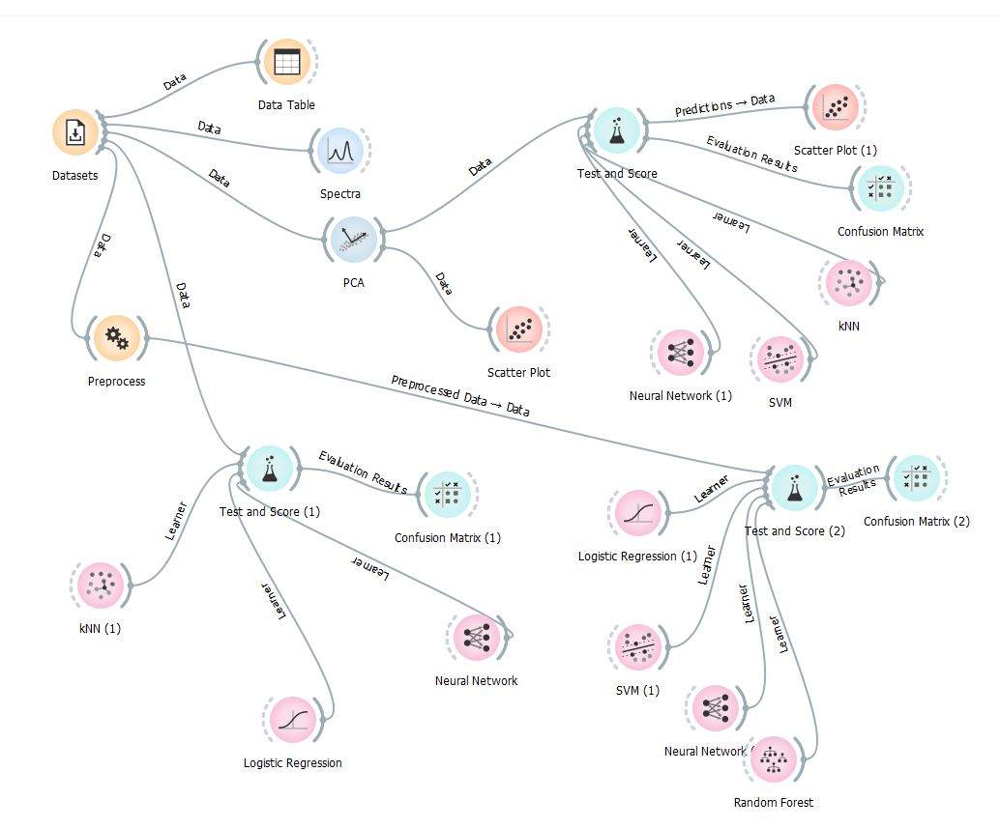 Data
Data Table
Data
Datasets
Spectra
Data
PCA
Data
Data
Scatter Plot
Data
Data
Preprocess
Test and Score
Predictions → Data
Scatter Plot (1)
Evaluation Results
Confusion Matrix
Learner
Learner
Learner
kNN
Neural Network (1)
SVM
Preprocessed Data → Data
Test and Score (1)
Evaluation Results
Confusion Matrix (1)
Learner
kNN (1)
Learner
Learner
Neural Network
Logistic Regression
Learner
Logistic Regression (1)
Test and Score (2)
Evaluation
Results
Confusion Matrix (2)
Learner
SVM (1)
Learner
Learner
Neural Network
Random Forest